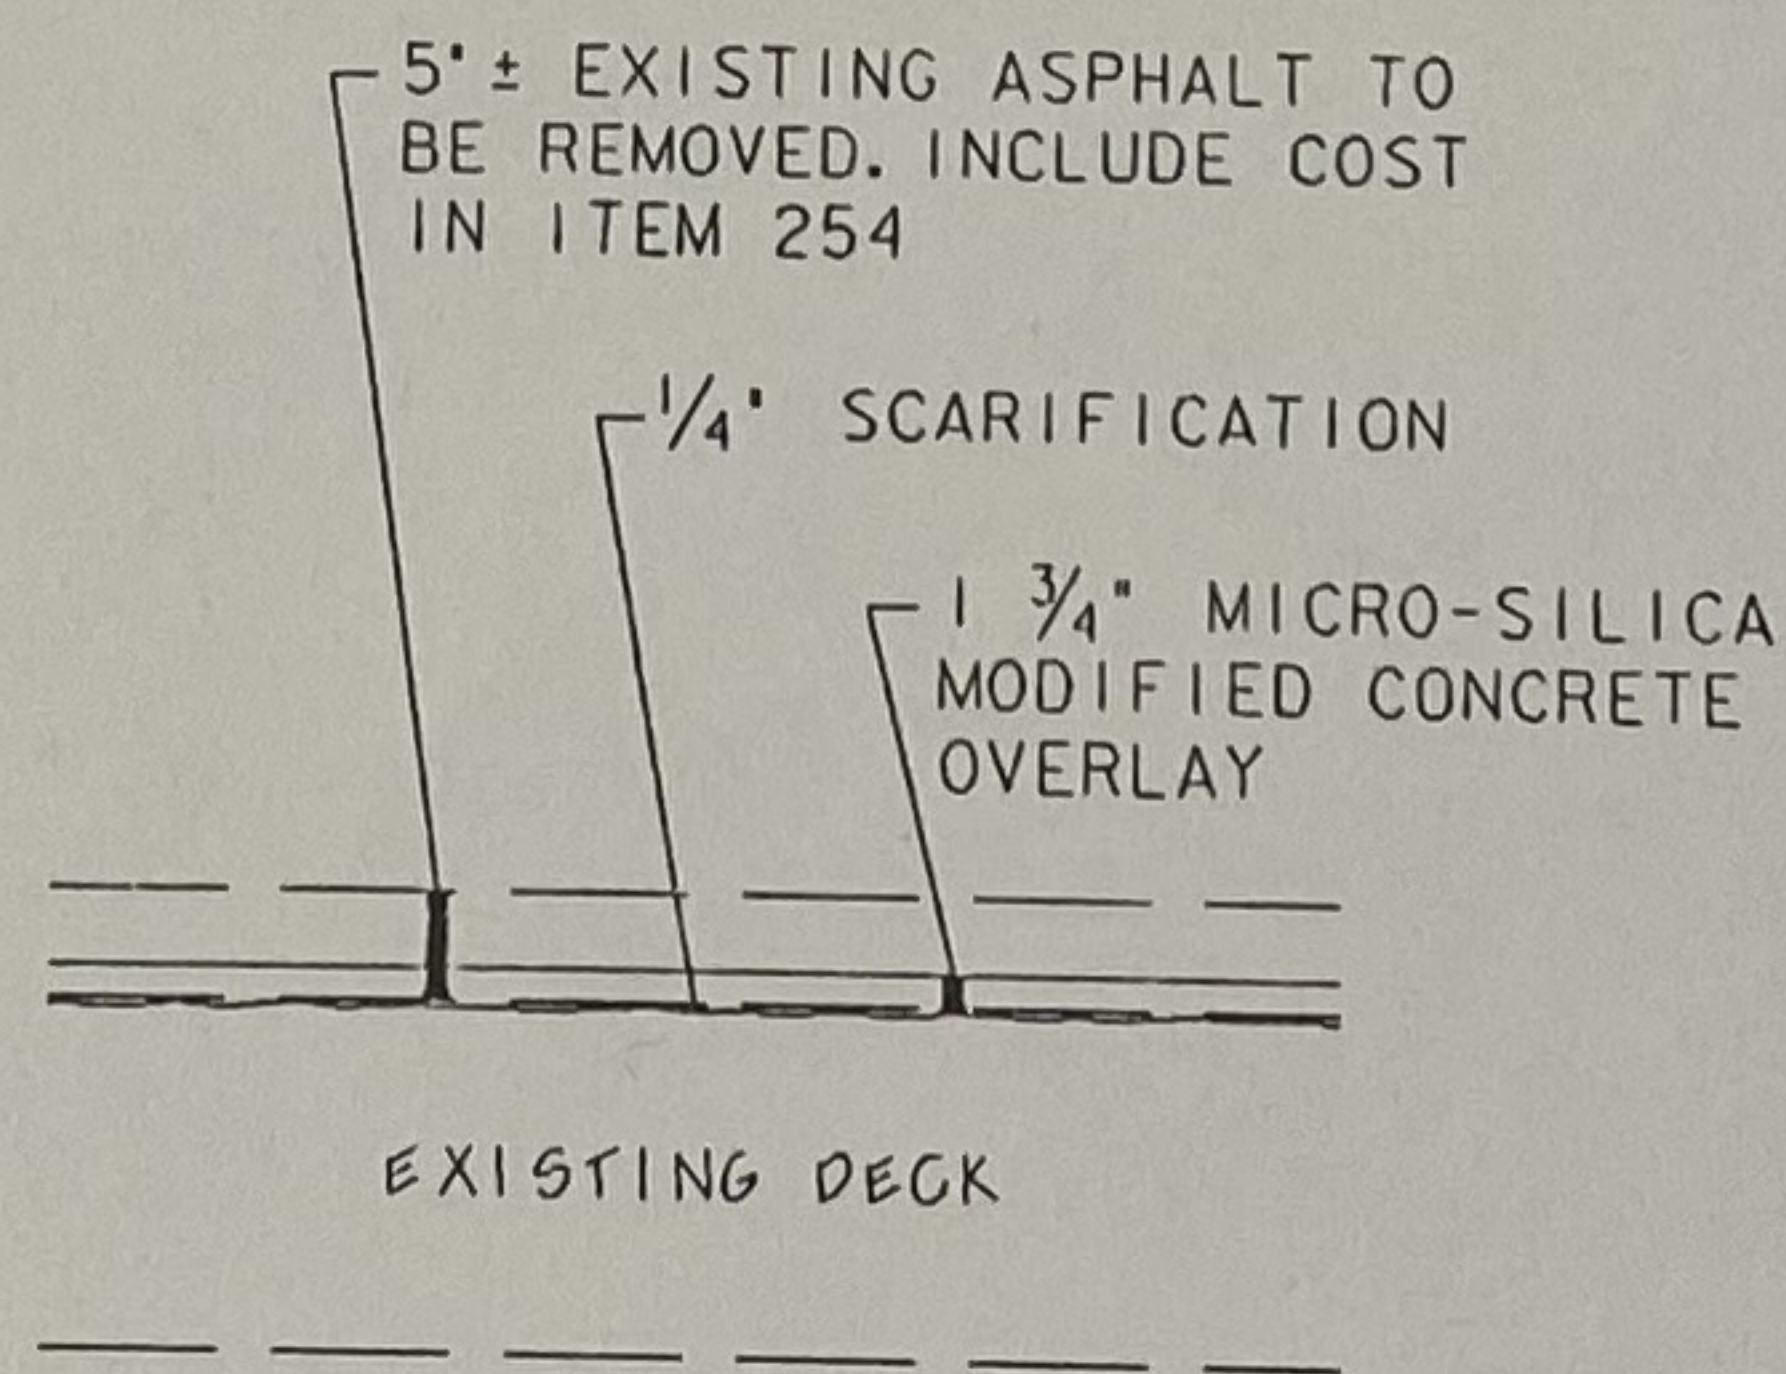 5"± EXISTING ASPHALT TO
BE REMOVED. INCLUDE COST
IN ITEM 254
1/4" SCARIFICATION
1 3/4" MICRO-SILICA
MODIFIED CONCRETE
OVERLAY
EXISTING DECK